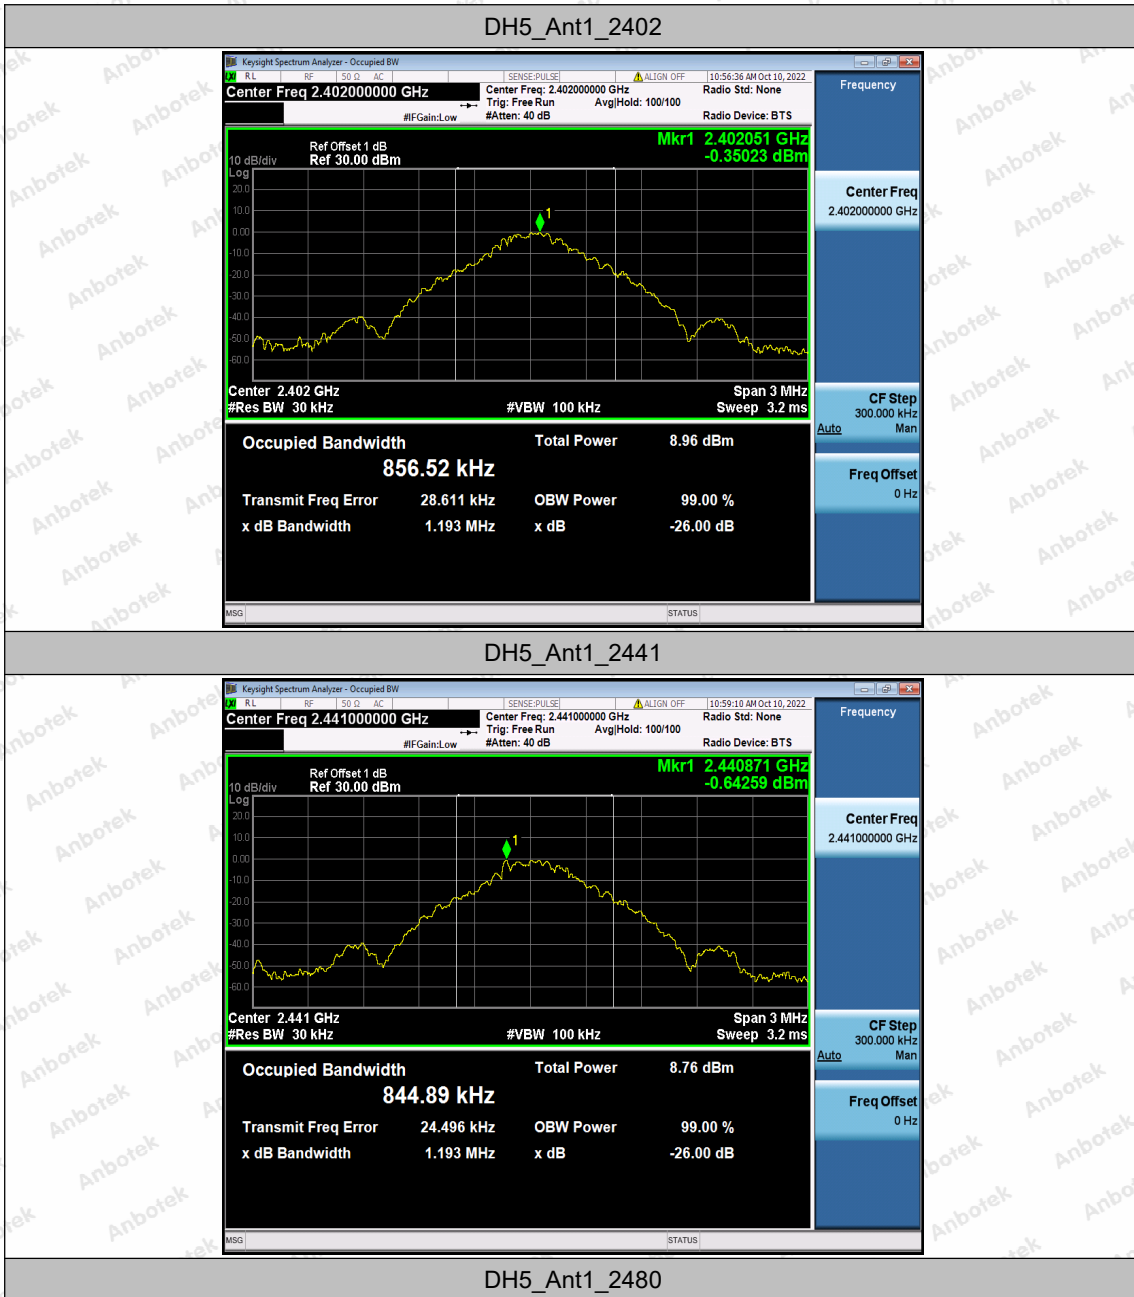 DH5_Ant1_2402
Keysight Spectrum Analyzer - Occupied BW
LXI RL RF 50 Ω AC SENSE:PULSE ALIGN OFF 10:56:36 AM Oct 10, 2022
Center Freq 2.402000000 GHz
Center Freq: 2.402000000 GHz Radio Std: None
Trig: Free Run Avg|Hold: 100/100
#IFGain:Low #Atten: 40 dB Radio Device: BTS
Frequency
Mkr1 2.402051 GHz
-0.35023 dBm
Ref Offset 1 dB
10 dB/div Ref 30.00 dBm
Log
20.0
10.0
0.00
-10.0
-20.0
-30.0
-40.0
-50.0
-60.0
1
Center 2.402 GHz Span 3 MHz
#Res BW 30 kHz #VBW 100 kHz Sweep 3.2 ms
Occupied Bandwidth Total Power 8.96 dBm
856.52 kHz
Transmit Freq Error 28.611 kHz OBW Power 99.00 %
x dB Bandwidth 1.193 MHz x dB -26.00 dB
Center Freq
2.402000000 GHz
CF Step
300.000 kHz
Auto Man
Freq Offset
0 Hz
MSG STATUS
DH5_Ant1_2441
Keysight Spectrum Analyzer - Occupied BW
LXI RL RF 50 Ω AC SENSE:PULSE ALIGN OFF 10:59:10 AM Oct 10, 2022
Center Freq 2.441000000 GHz
Center Freq: 2.441000000 GHz Radio Std: None
Trig: Free Run Avg|Hold: 100/100
#IFGain:Low #Atten: 40 dB Radio Device: BTS
Frequency
Mkr1 2.440871 GHz
-0.64259 dBm
Ref Offset 1 dB
10 dB/div Ref 30.00 dBm
Log
20.0
10.0
0.00
-10.0
-20.0
-30.0
-40.0
-50.0
-60.0
1
Center 2.441 GHz Span 3 MHz
#Res BW 30 kHz #VBW 100 kHz Sweep 3.2 ms
Occupied Bandwidth Total Power 8.76 dBm
844.89 kHz
Transmit Freq Error 24.496 kHz OBW Power 99.00 %
x dB Bandwidth 1.193 MHz x dB -26.00 dB
Center Freq
2.441000000 GHz
CF Step
300.000 kHz
Auto Man
Freq Offset
0 Hz
MSG STATUS
DH5_Ant1_2480